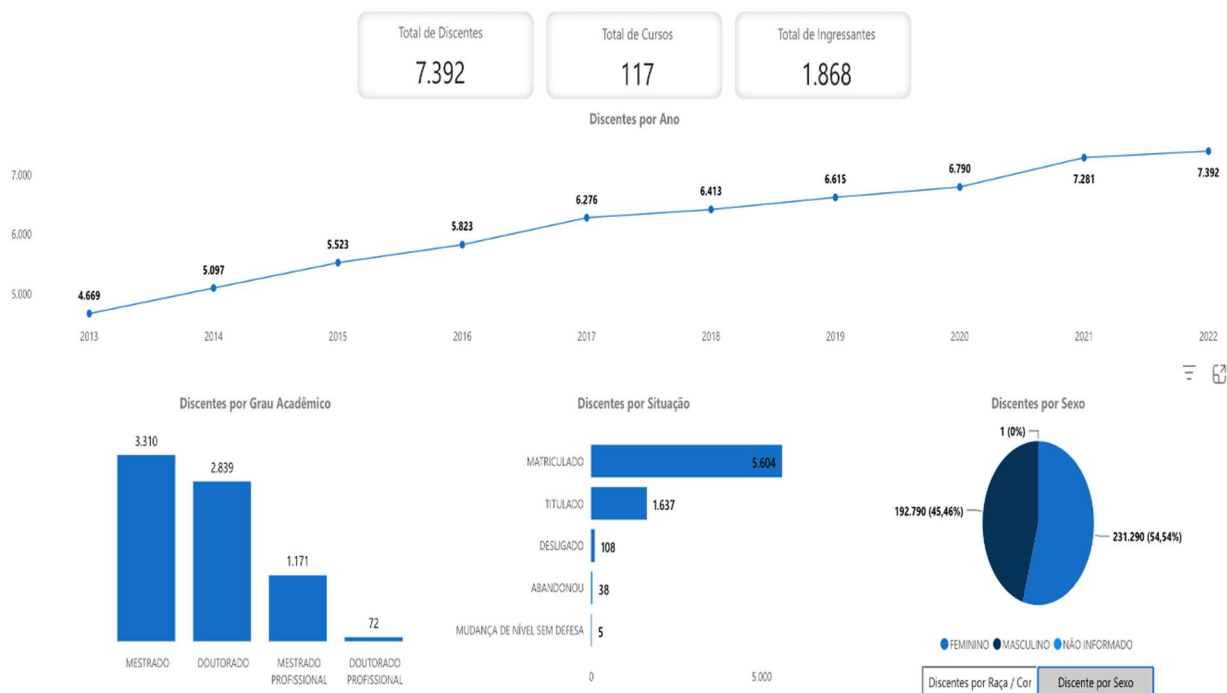 Total de Discentes
7.392
Total de Cursos
117
Total de Ingressantes
1.868
Discentes por Ano
7.000
6.000
5.000
4.669
5.097
5.523
5.823
6.276
6.413
6.615
6.790
7.281
7.392
2013
2014
2015
2016
2017
2018
2019
2020
2021
2022
Discentes por Grau Acadêmico
3.310
2.839
1.171
72
MESTRADO
DOUTORADO
MESTRADO
PROFISSIONAL
DOUTORADO
PROFISSIONAL
Discentes por Situação
MATRICULADO
5.604
TITULADO
1.637
DESLIGADO
108
ABANDONOU
38
MUDANÇA DE NÍVEL SEM DEFESA
5
0
5.000
Discentes por Sexo
1 (0%)
192.790 (45,46%)
231.290 (54,54%)
FEMININO
MASCULINO
NÃO INFORMADO
Discentes por Raça / Cor
Discente por Sexo